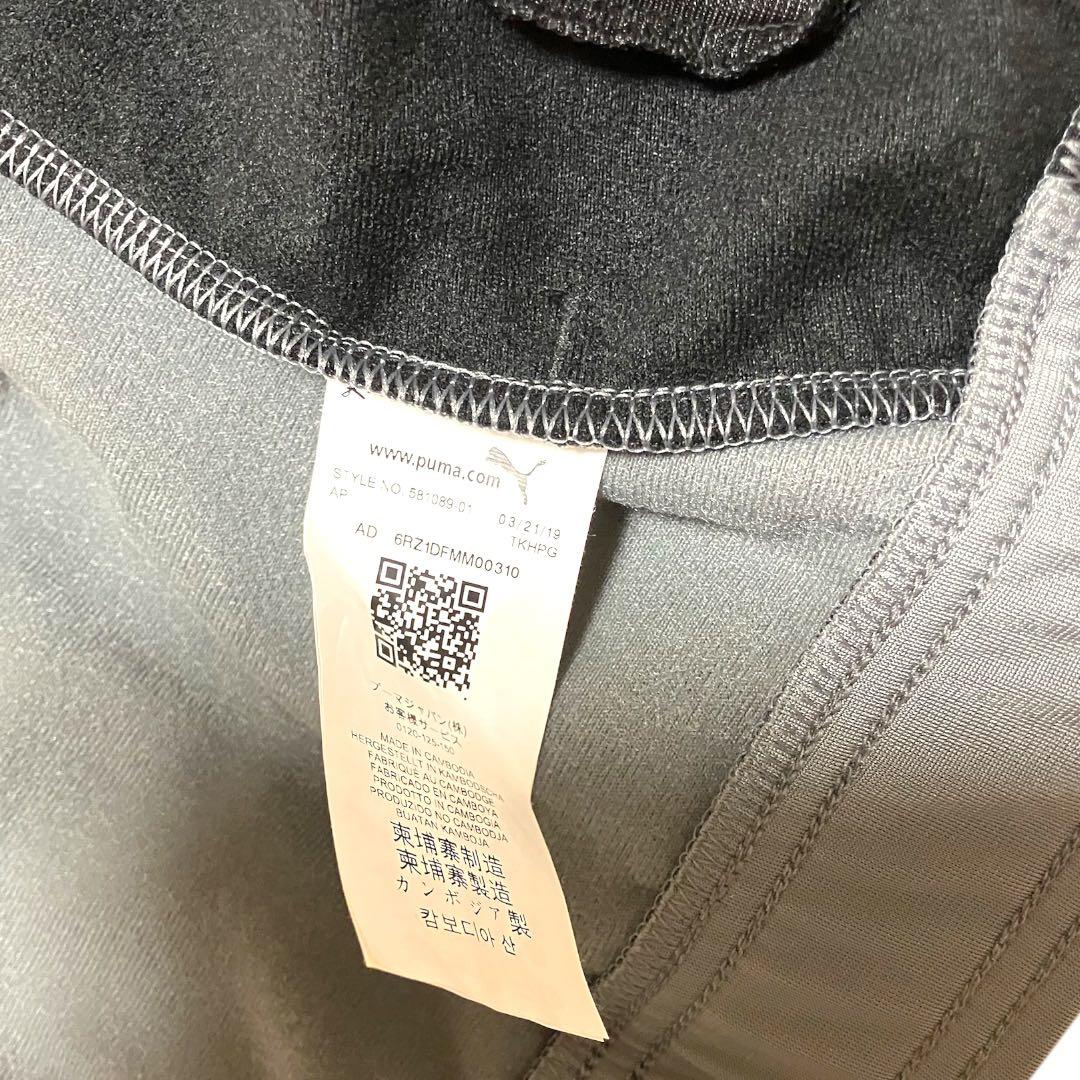 www.puma.com
STYLE NO. 581089-01 03/21/19
AP TKHPG
AD 6RZ1DFMM00310
プーマジャパン(株)
お客様サービス
0120-125-150
MADE IN CAMBODIA
HERGESTELLT IN KAMBODSCHA
FABRIQUÉ AU CAMBODGE
FABRICADO EN CAMBOYA
PRODOTTO IN CAMBOGIA
PRODUZIDO NO CAMBODJA
BUATAN KAMBOJA
柬埔寨制造
柬埔寨製造
カンボジア製
캄보디아산